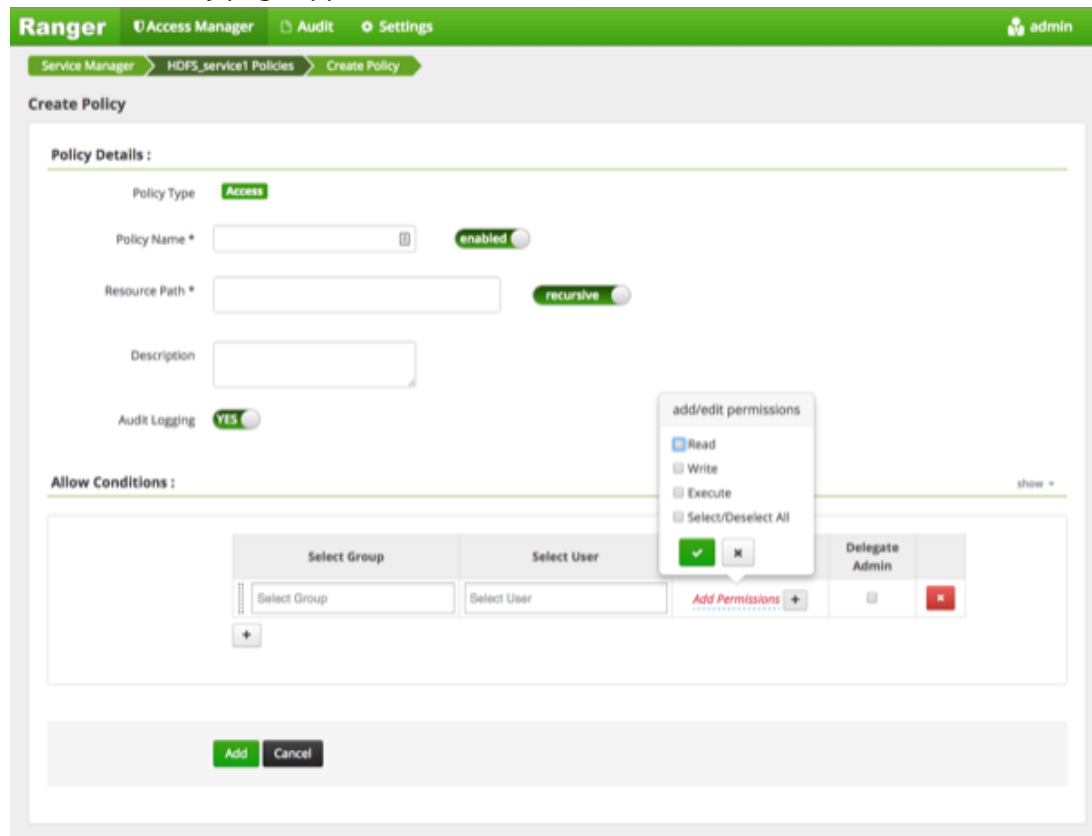 Ranger Access Manager Audit Settings admin
Service Manager HDFS_service1 Policies Create Policy
Create Policy
Policy Details :
Policy Type Access
Policy Name * enabled
Resource Path * recursive
Description
Audit Logging YES
add/edit permissions
Read
Write
Execute
Select/Deselect All
Allow Conditions :
show
Select Group Select User Delegate
Admin
Select Group Select User Add Permissions +
+
Add Cancel